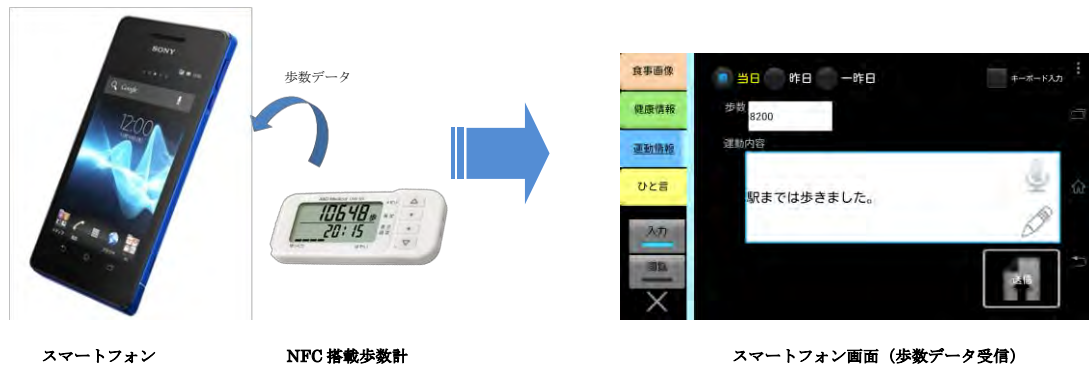 SONY
Google
12:00
歩数データ
10648 歩
20:15
食事画像
健康情報
運動情報
ひと言
入力
当日
昨日
一昨日
キーボード入力
歩数
8200
運動内容
駅までは歩きました。
送信
スマートフォン
NFC 搭載歩数計
スマートフォン画面（歩数データ受信）